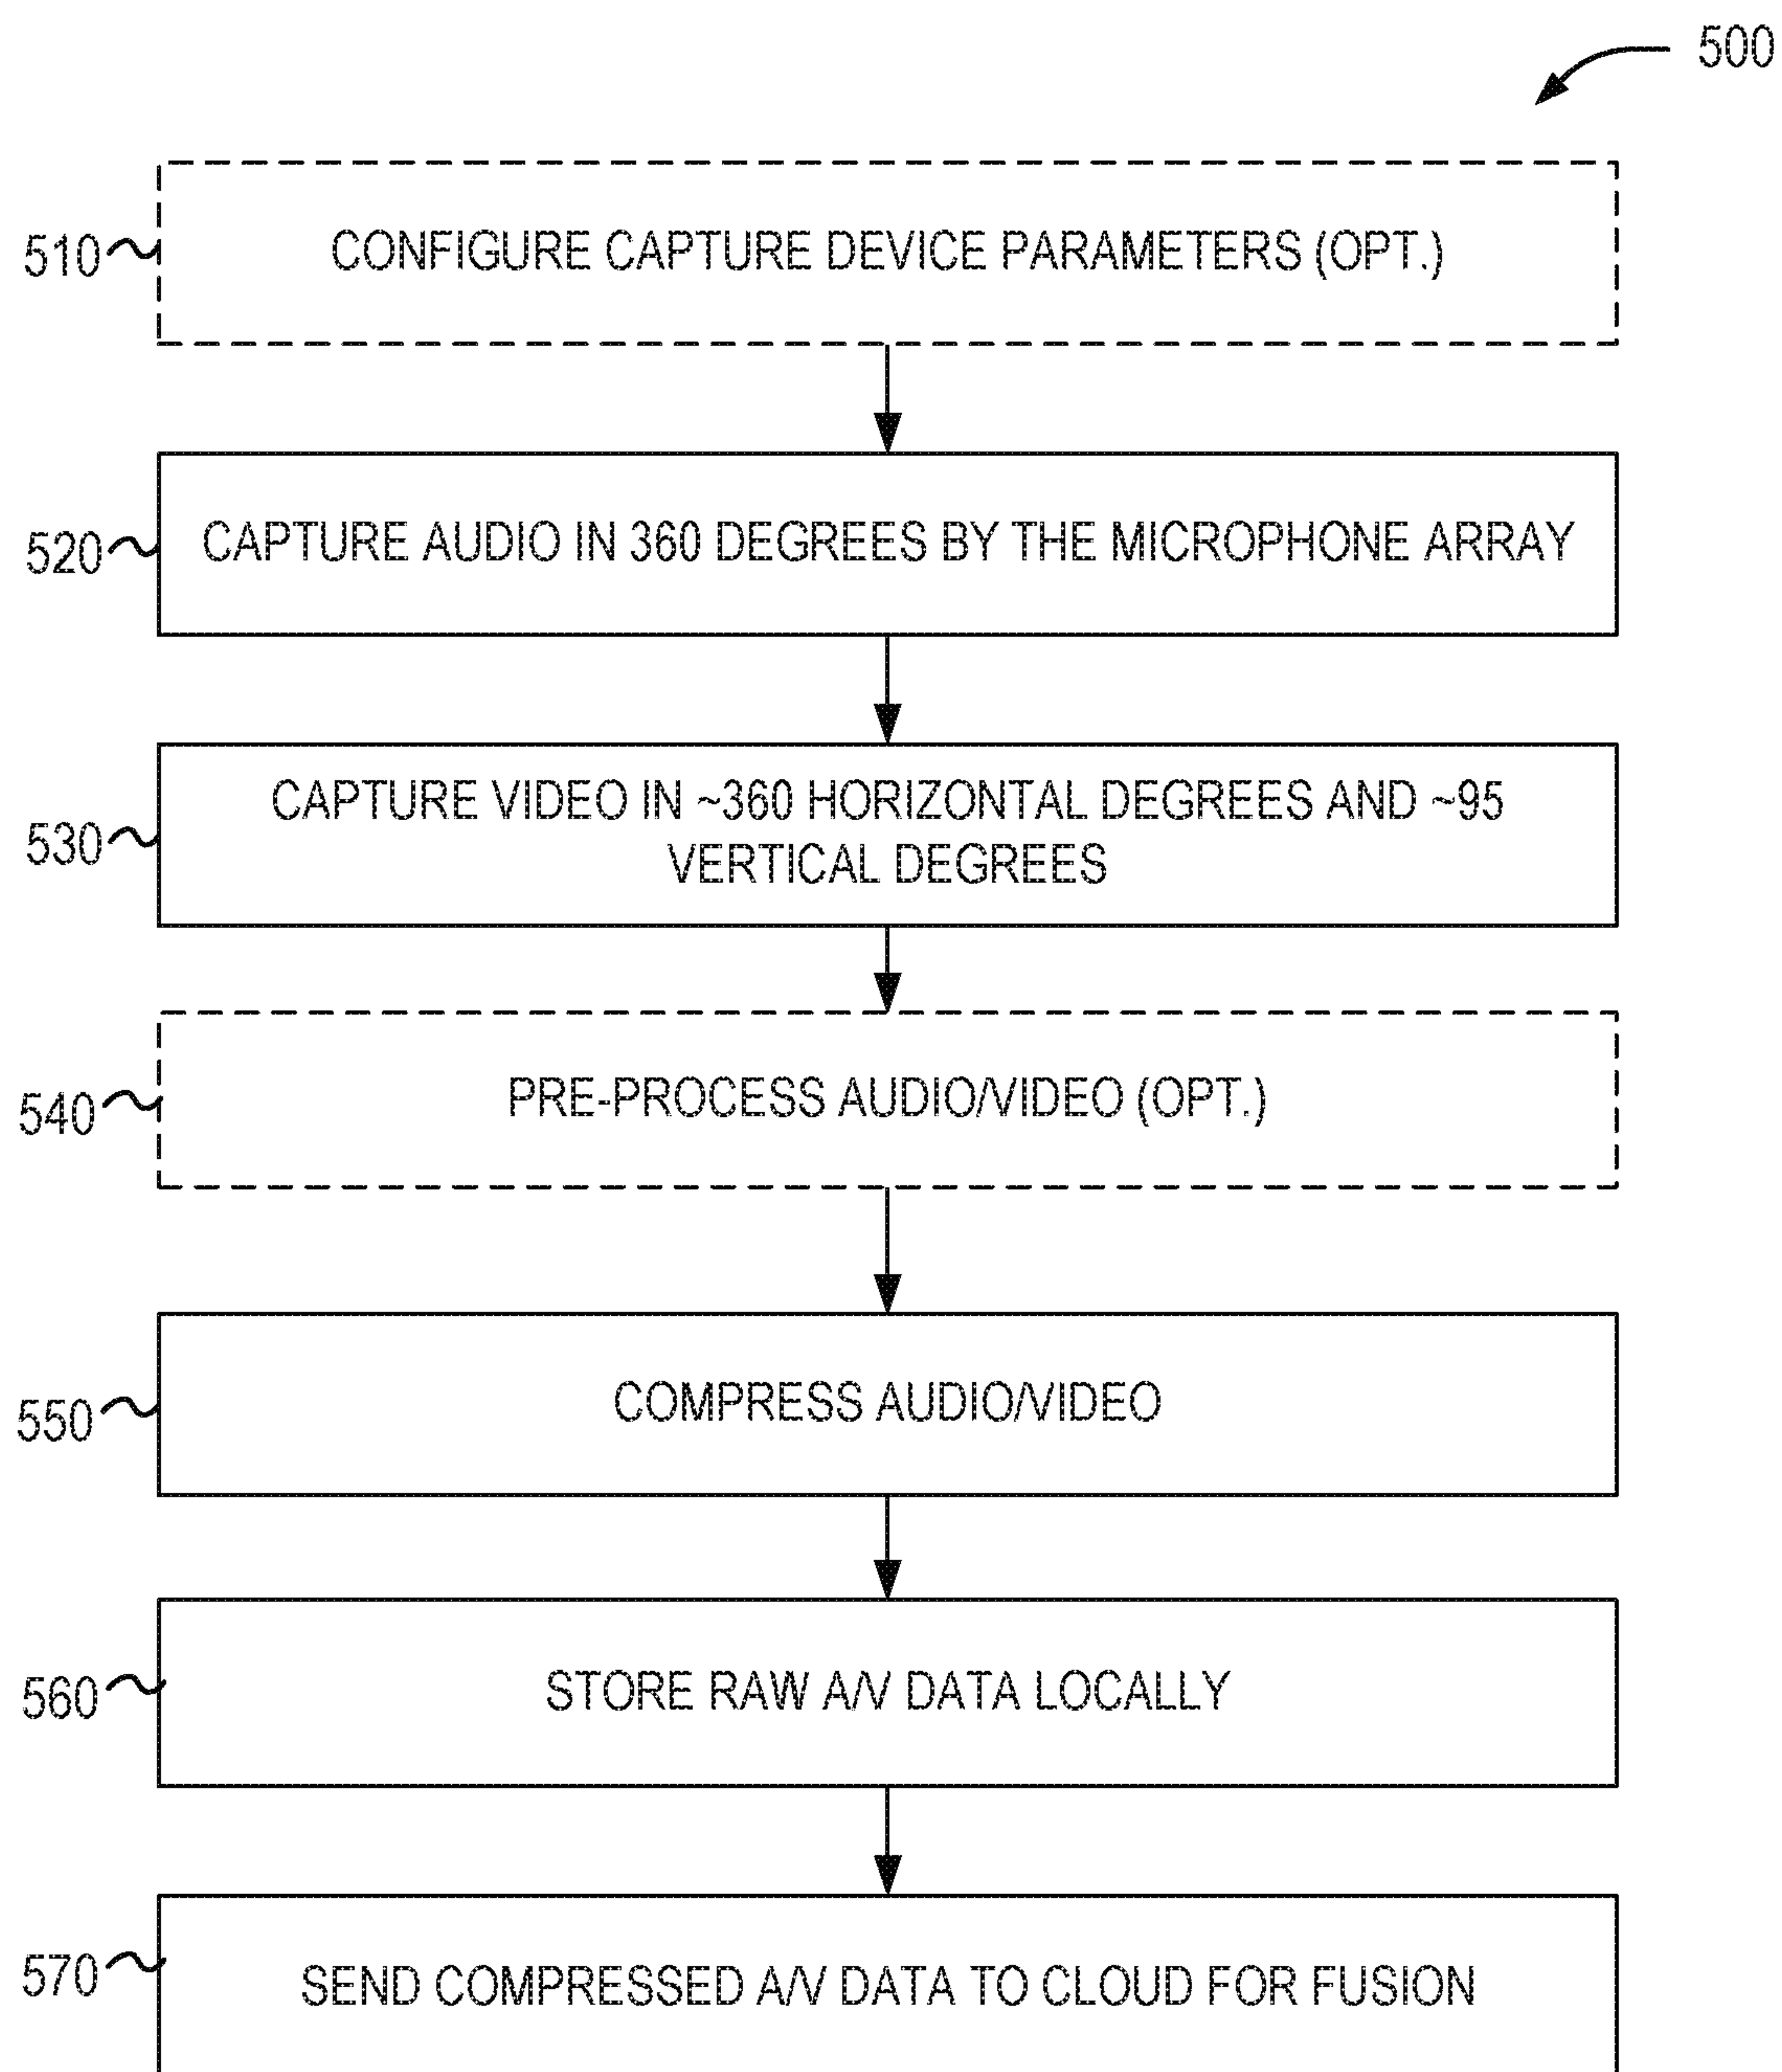 500
510
CONFIGURE CAPTURE DEVICE PARAMETERS (OPT.)
520
CAPTURE AUDIO IN 360 DEGREES BY THE MICROPHONE ARRAY
530
CAPTURE VIDEO IN ~360 HORIZONTAL DEGREES AND ~95
VERTICAL DEGREES
540
PRE-PROCESS AUDIO/VIDEO (OPT.)
550
COMPRESS AUDIO/VIDEO
560
STORE RAW A/V DATA LOCALLY
570
SEND COMPRESSED A/V DATA TO CLOUD FOR FUSION